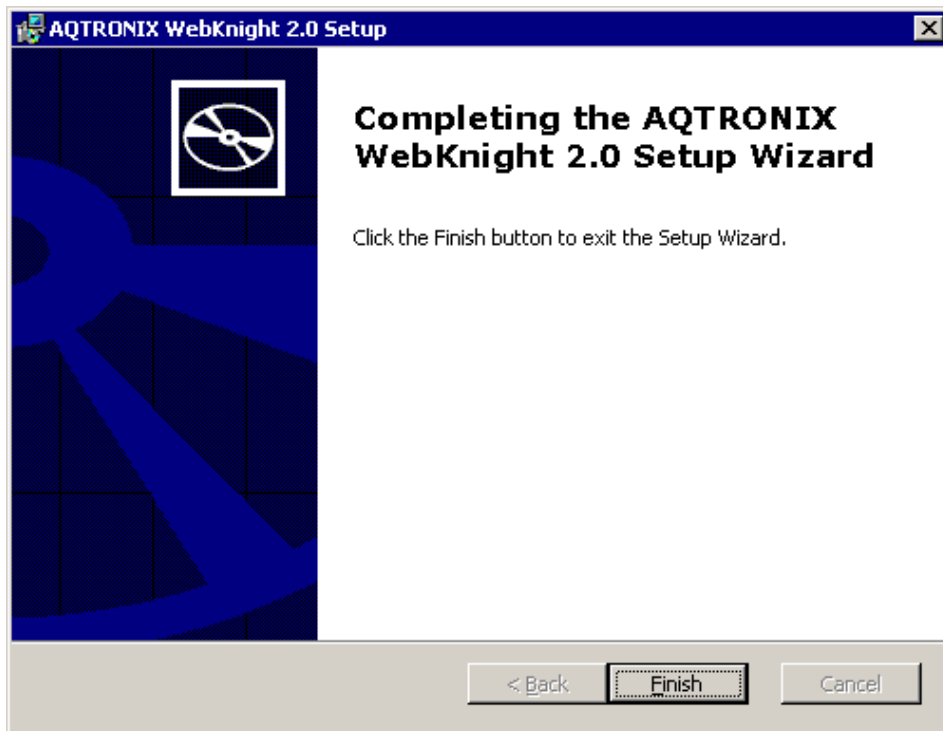 AQTRONIX WebKnight 2.0 Setup
Completing the AQTRONIX
WebKnight 2.0 Setup Wizard
Click the Finish button to exit the Setup Wizard.
< Back
Finish
Cancel